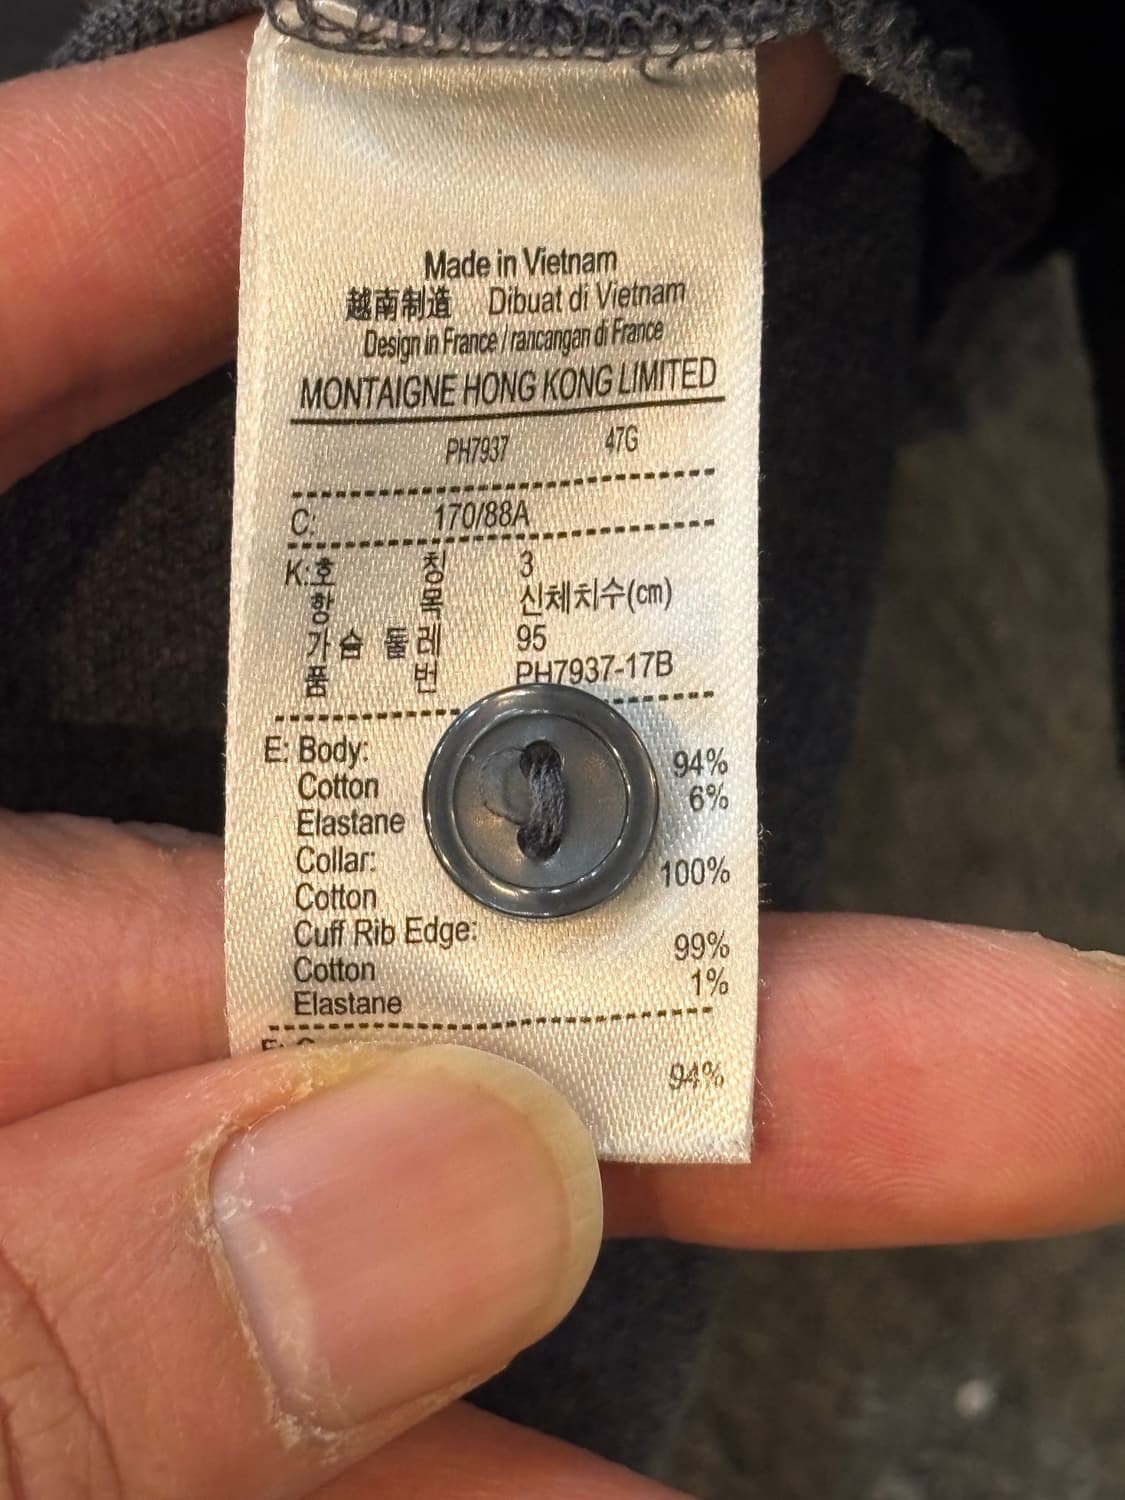 Made in Vietnam
越南制造 Dibuat di Vietnam
Design in France / rancangan di France
MONTAIGNE HONG KONG LIMITED
PH7937 47G
C: 170/88A
K:호 칭 3
항 목 신체치수(cm)
가슴 둘레 95
품 번 PH7937-17B
E: Body:
Cotton 94%
Elastane 6%
Collar:
Cotton 100%
Cuff Rib Edge:
Cotton 99%
Elastane 1%
94%